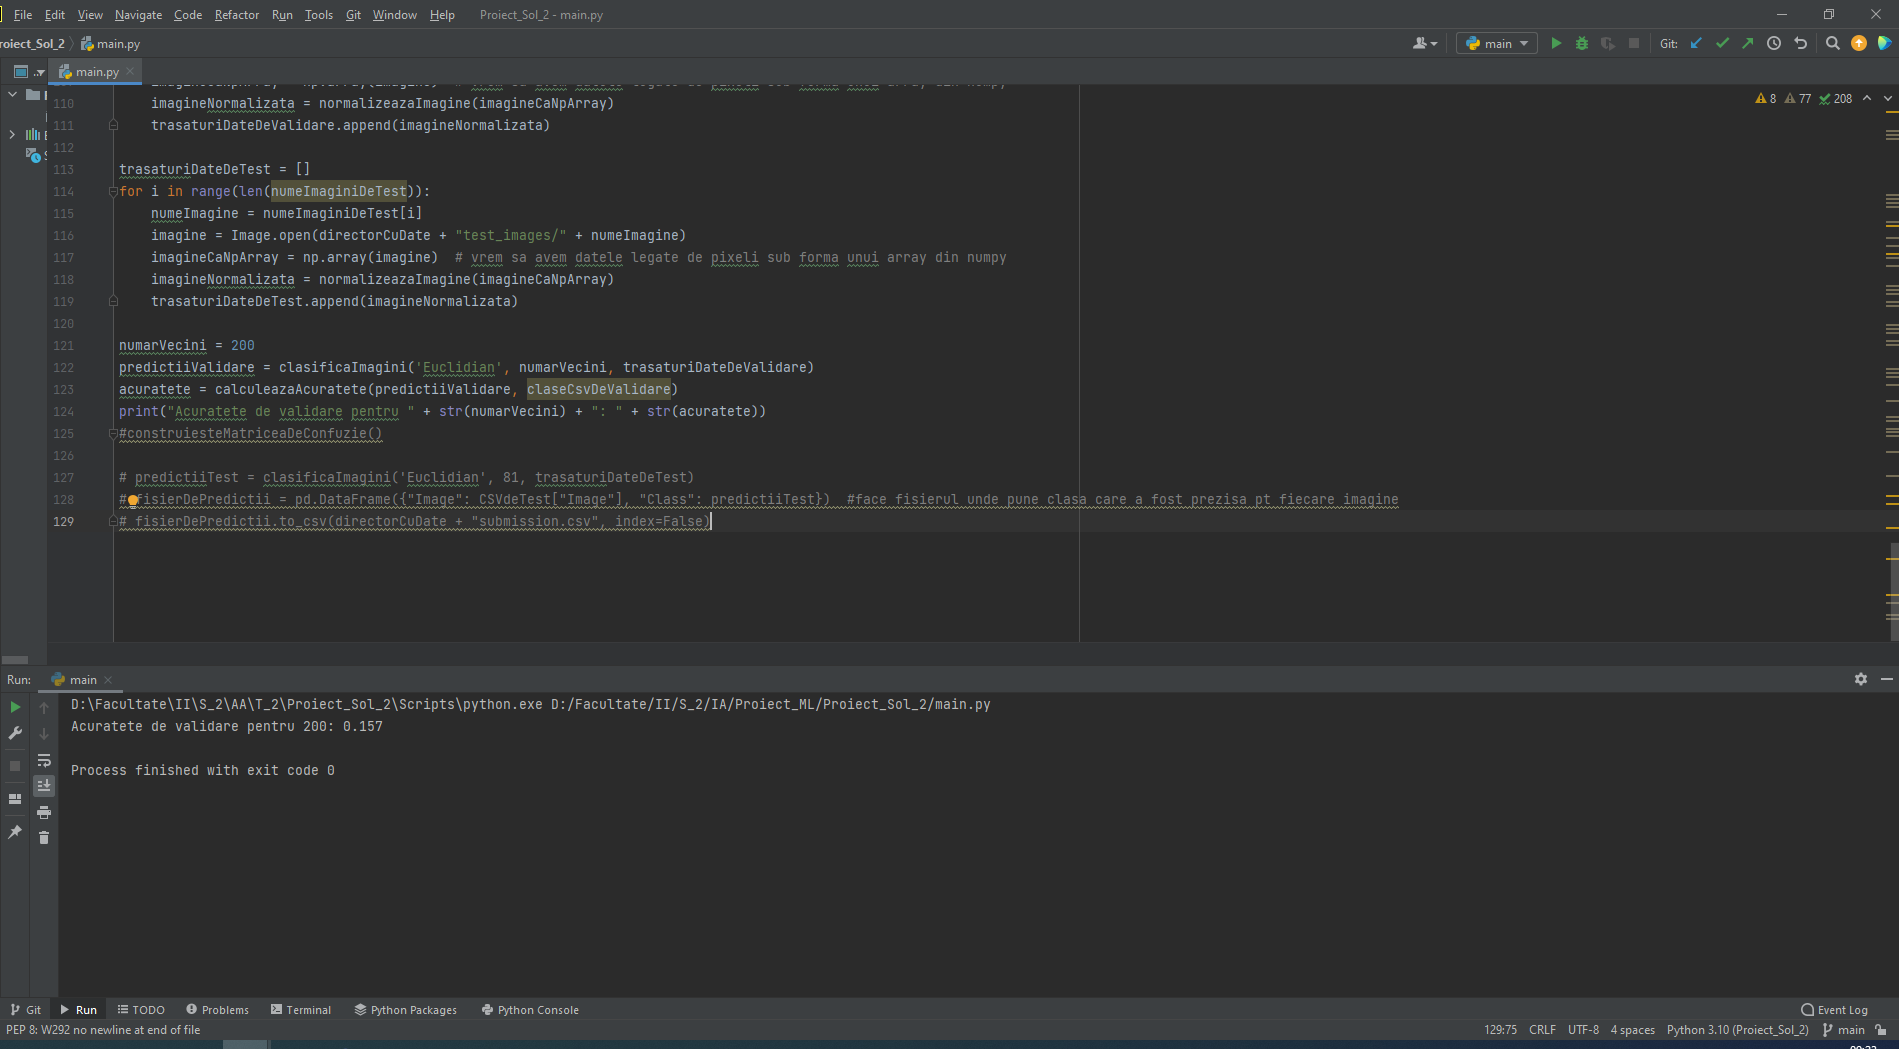 File Edit View Navigate Code Refactor Run Tools Git Window Help Proiect_Sol_2 - main.py
roiect_Sol_2 main.py
main Git:
.. main.py
8 77 208
110 imagineNormalizata = normalizeazaImagine(imagineCaNpArray)
111 trasaturiDateDeValidare.append(imagineNormalizata)
112
113 trasaturiDateDeTest = []
114 for i in range(len(numeImaginiDeTest)):
115 numeImagine = numeImaginiDeTest[i]
116 imagine = Image.open(directorCuDate + "test_images/" + numeImagine)
117 imagineCaNpArray = np.array(imagine)  # vrem sa avem datele legate de pixeli sub forma unui array din numpy
118 imagineNormalizata = normalizeazaImagine(imagineCaNpArray)
119 trasaturiDateDeTest.append(imagineNormalizata)
120
121 numarVecini = 200
122 predictiiValidare = clasificaImagini('Euclidian', numarVecini, trasaturiDateDeValidare)
123 acuratete = calculeazaAcuratete(predictiiValidare, claseCsvDeValidare)
124 print("Acuratete de validare pentru " + str(numarVecini) + ": " + str(acuratete))
125 #construiesteMatriceaDeConfuzie()
126
127 # predictiiTest = clasificaImagini('Euclidian', 81, trasaturiDateDeTest)
128 # fisierDePredictii = pd.DataFrame({"Image": CSVdeTest["Image"], "Class": predictiiTest})  #face fisierul unde pune clasa care a fost prezisa pt fiecare imagine
129 # fisierDePredictii.to_csv(directorCuDate + "submission.csv", index=False)
Run: main
D:\Facultate\II\S_2\AA\T_2\Proiect_Sol_2\Scripts\python.exe D:/Facultate/II/S_2/IA/Proiect_ML/Proiect_Sol_2/main.py
Acuratete de validare pentru 200: 0.157
Process finished with exit code 0
Git Run TODO Problems Terminal Python Packages Python Console Event Log
PEP 8: W292 no newline at end of file 129:75 CRLF UTF-8 4 spaces Python 3.10 (Proiect_Sol_2) main